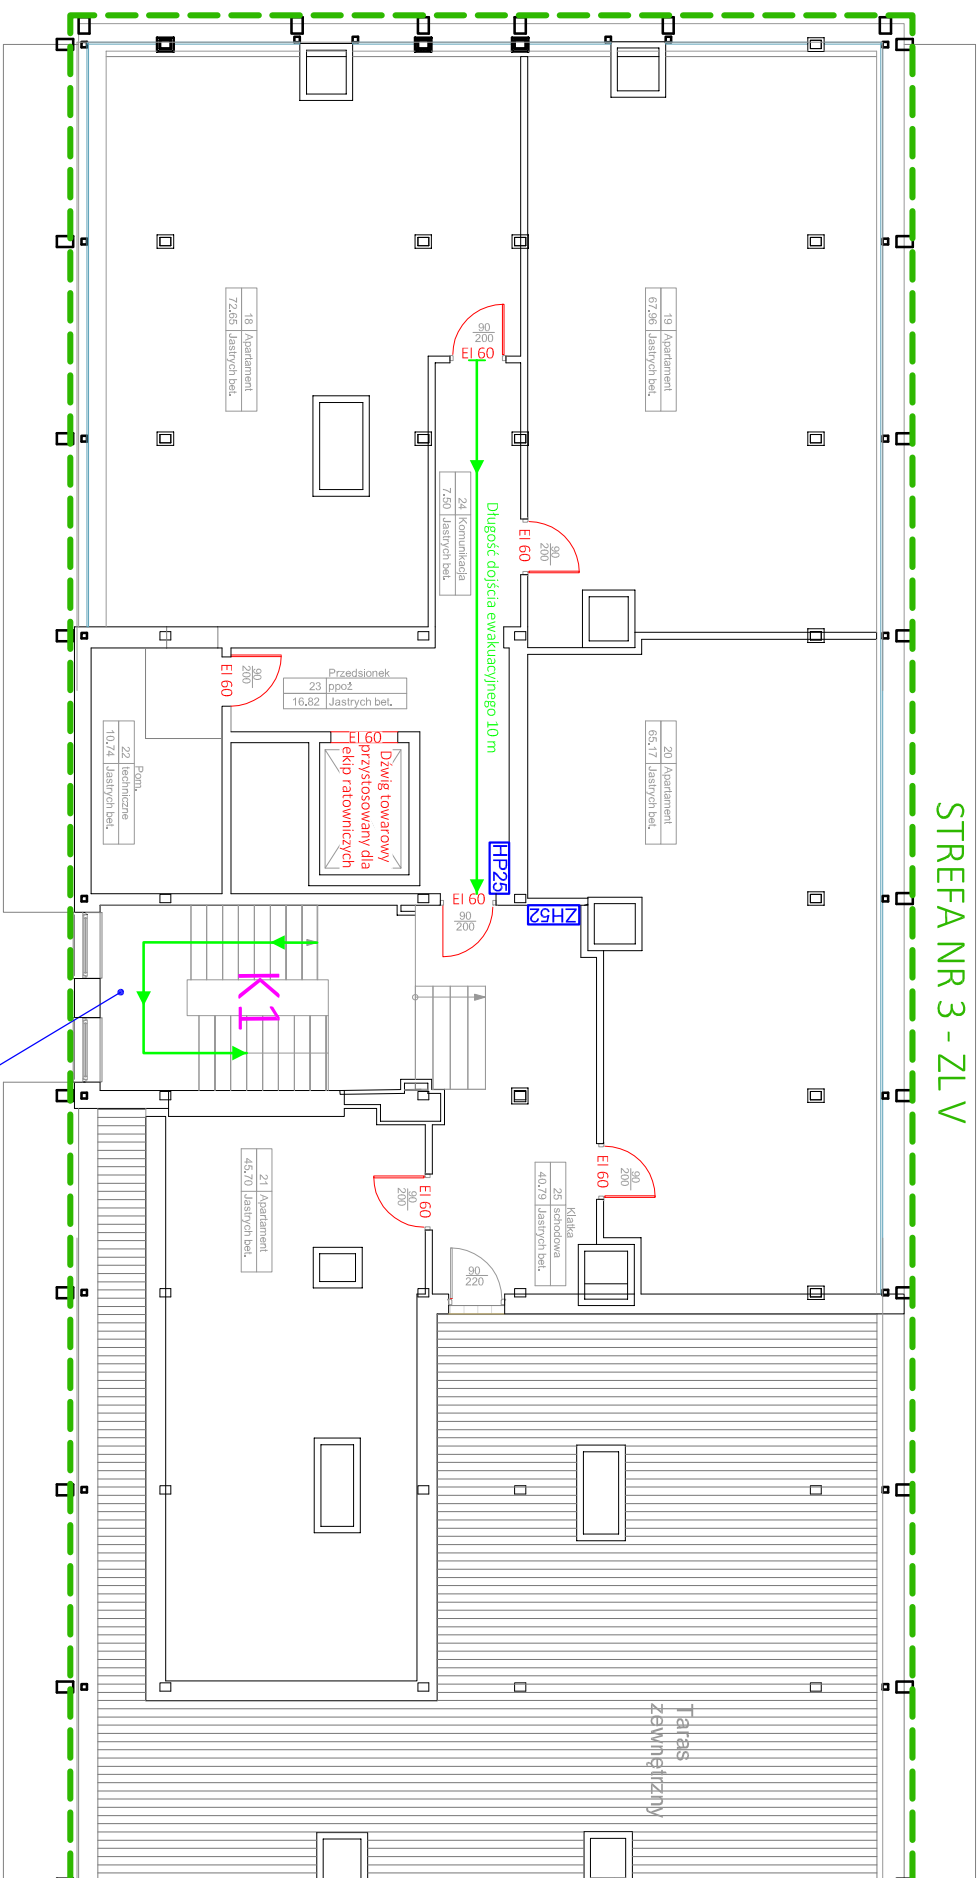 STREFA NR 3 - ZL V
18 Apartament
72.65 Jastrych bet.
19 Apartament
67.96 Jastrych bet.
90
200
EI 60
24 Komunikacja
7.50 Jastrych bet.
Długość dojścia ewakuacyjnego 10 m
90
200
EI 60
90
200
EI 60
Przedsionek
23 ppoż
16.82 Jastrych bet.
20 Apartament
65.17 Jastrych bet.
Pom.
22 techniczne
10.74 Jastrych bet.
EI 60
Dźwig towarowy
przystosowany dla
ekip ratowniczych
HP25
ZH52
EI 60
90
200
K1
90
200
EI 60
90
200
EI 60
Klatka
25 schodowa
40.79 Jastrych bet.
21 Apartament
45.70 Jastrych bet.
90
220
Taras
zewnętrzny